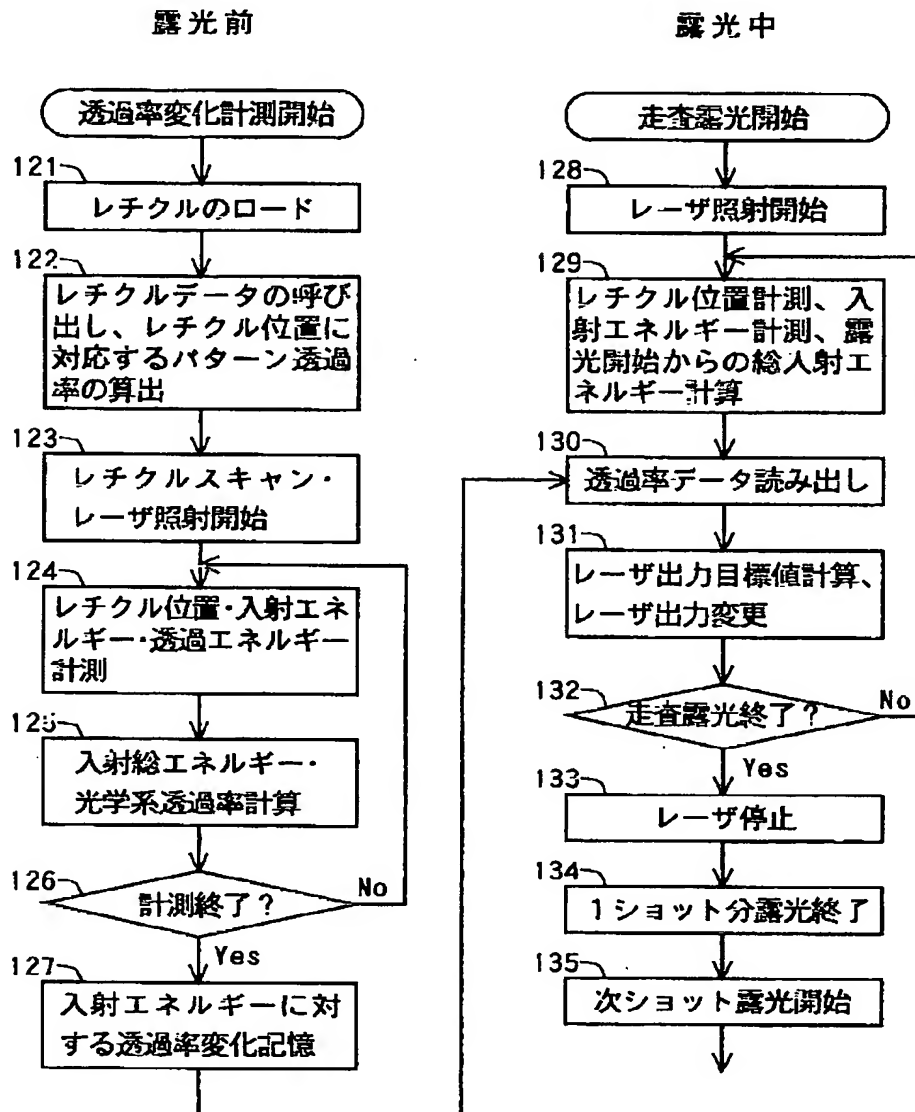 露光前
透過率変化計測開始
121
レチクルのロード
122
レチクルデータの呼び
出し、レチクル位置に
対応するパターン透過
率の算出
123
レチクルスキャン・
レーザ照射開始
124
レチクル位置・入射エネ
ルギー・透過エネルギー
計測
125
入射総エネルギー・
光学系透過率計算
126
計測終了?
No
Yes
127
入射エネルギーに対
する透過率変化記憶
露光中
走査露光開始
128
レーザ照射開始
129
レチクル位置計測、入
射エネルギー計測、露
光開始からの総入射エ
ネルギー計算
130
透過率データ読み出し
131
レーザ出力目標値計算、
レーザ出力変更
132
走査露光終了?
No
Yes
133
レーザ停止
134
1ショット分露光終了
135
次ショット露光開始